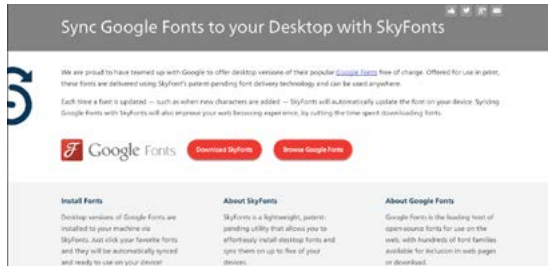 Sync Google Fonts to your Desktop with SkyFonts
We are proud to have teamed up with Google to offer desktop versions of their popular Google Fonts free of charge. Offered for use in print,
these fonts are delivered using SkyFont's patent-pending font delivery technology and can be used anywhere.
Each time a font is updated — such as when new characters are added — SkyFonts will automatically update the font on your device. Syncing
Google Fonts with SkyFonts will also improve your web browsing experience, by cutting the time spent downloading fonts.
Google Fonts
Download SkyFonts
Browse Google Fonts
Install Fonts
Desktop versions of Google Fonts are
installed to your machine via
SkyFonts. Just click your favorite fonts
and they will be automatically synced
and ready to use on your device!
About SkyFonts
SkyFonts is a lightweight, patent-
pending utility that allows you to
effortlessly install desktop fonts and
sync them on up to five of your
devices.
About Google Fonts
Google Fonts is the leading host of
open-source fonts for use on the
web, with hundreds of font families
available for inclusion in web pages
or download.